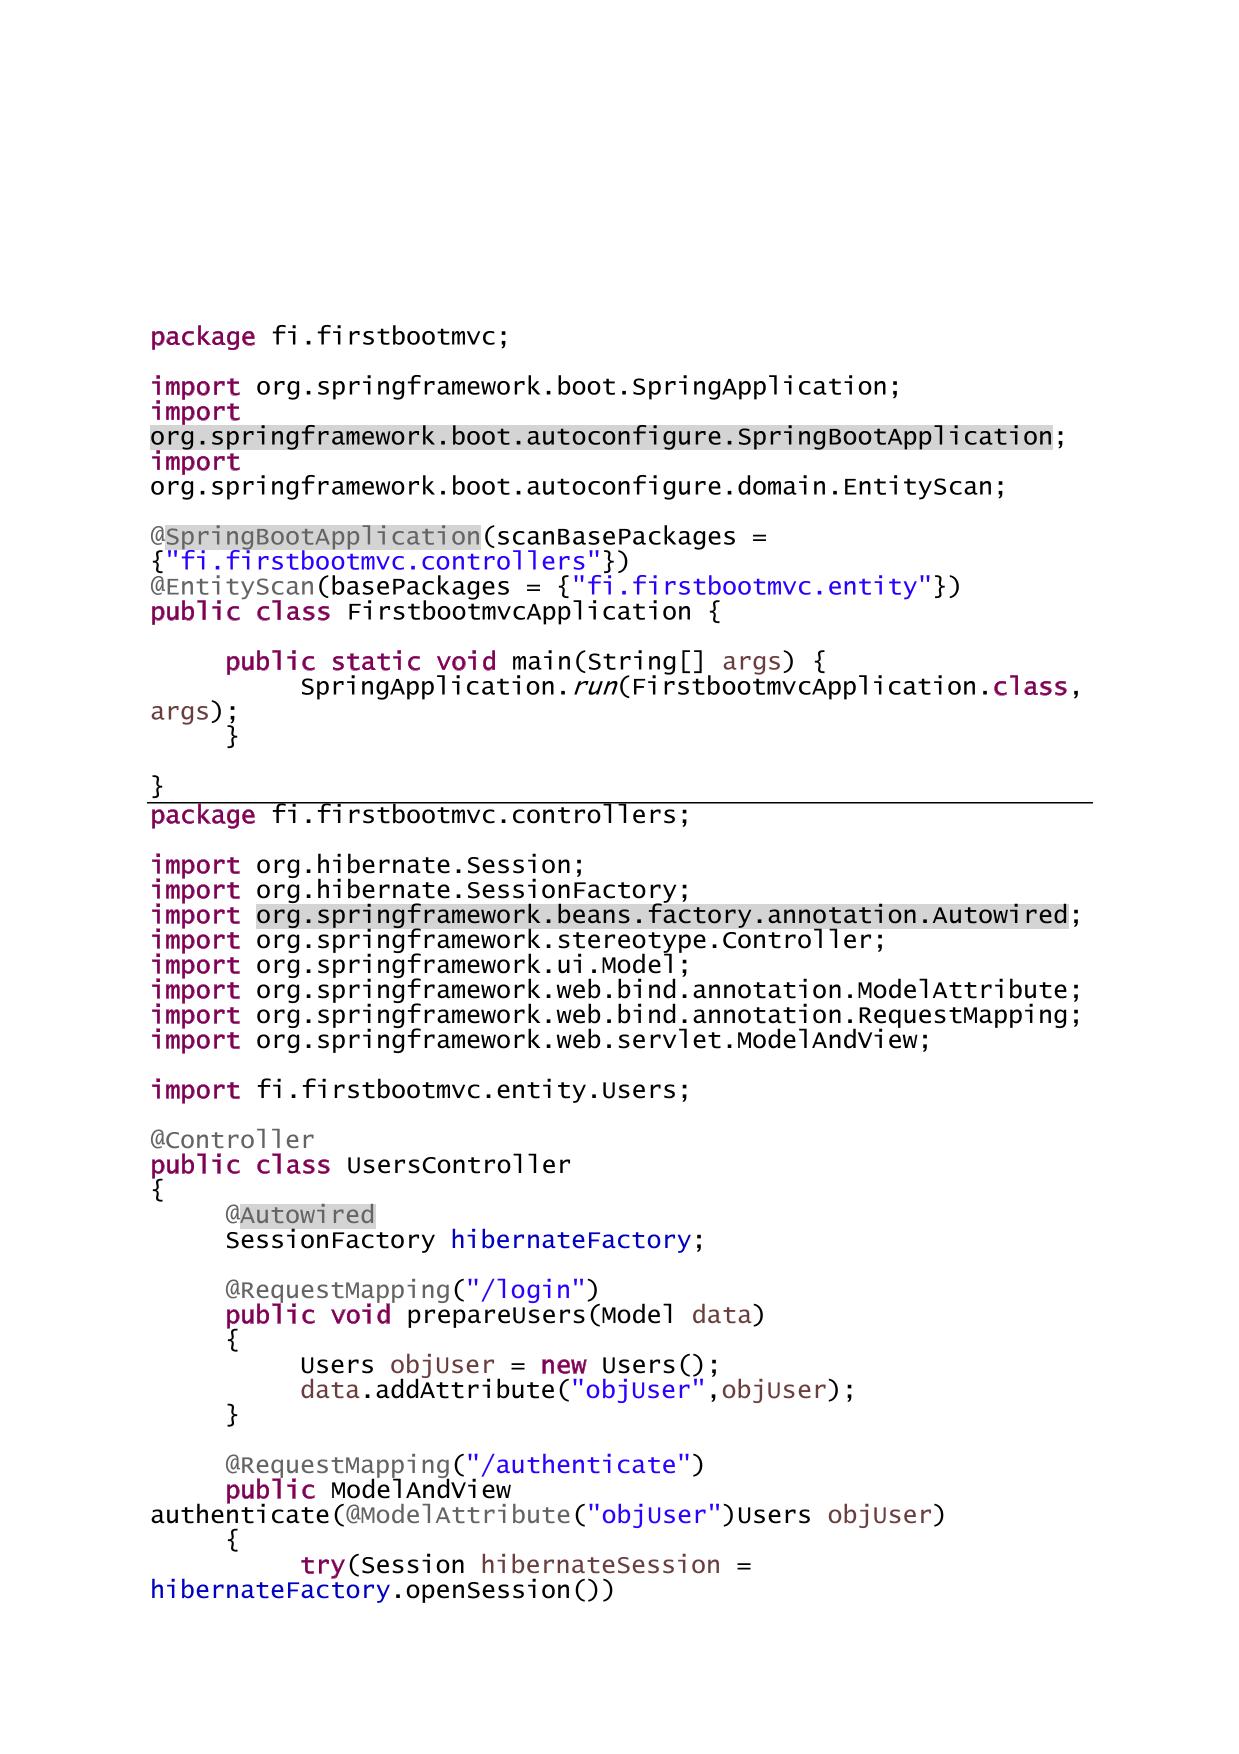 package fi.firstbootmvc;
import org.springframework.boot.SpringApplication;
import
org.springframework.boot.autoconfigure.SpringBootApplication;
import
org.springframework.boot.autoconfigure.domain.EntityScan;
@SpringBootApplication(scanBasePackages =
{"fi.firstbootmvc.controllers"})
@EntityScan(basePackages = {"fi.firstbootmvc.entity"})
public class FirstbootmvcApplication {
public static void main(String[] args) {
SpringApplication.run(FirstbootmvcApplication.class,
args);
}
}
package fi.firstbootmvc.controllers;
import org.hibernate.Session;
import org.hibernate.SessionFactory;
import org.springframework.beans.factory.annotation.Autowired;
import org.springframework.stereotype.Controller;
import org.springframework.ui.Model;
import org.springframework.web.bind.annotation.ModelAttribute;
import org.springframework.web.bind.annotation.RequestMapping;
import org.springframework.web.servlet.ModelAndView;
import fi.firstbootmvc.entity.Users;
@Controller
public class UsersController
{
@Autowired
SessionFactory hibernateFactory;
@RequestMapping("/login")
public void prepareUsers(Model data)
{
Users objUser = new Users();
data.addAttribute("objUser",objUser);
}
@RequestMapping("/authenticate")
public ModelAndView
authenticate(@ModelAttribute("objUser")Users objUser)
{
try(Session hibernateSession =
hibernateFactory.openSession())